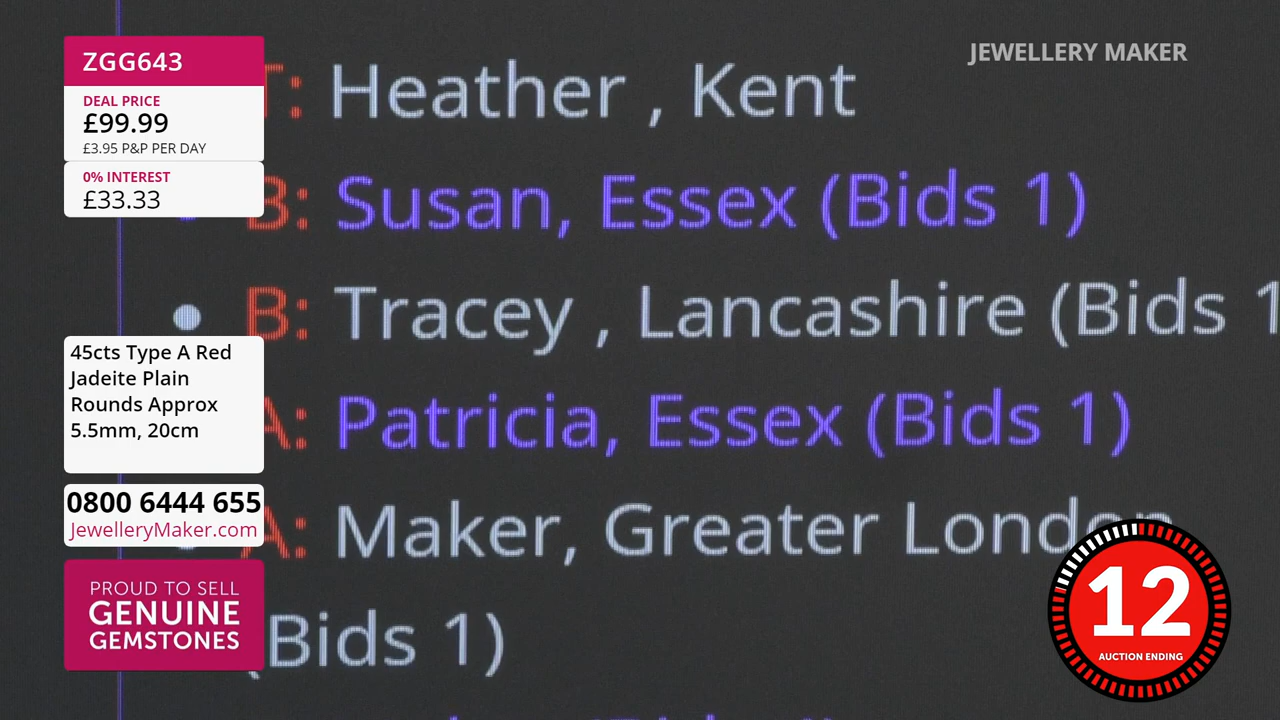 ZGG643
DEAL PRICE
£99.99
£3.95 P&P PER DAY
0% INTEREST
£33.33
45cts Type A Red
Jadeite Plain
Rounds Approx
5.5mm, 20cm
0800 6444 655
JewelleryMaker.com
PROUD TO SELL
GENUINE
GEMSTONES
JEWELLERY MAKER
T: Heather , Kent
B: Susan, Essex (Bids 1)
B: Tracey , Lancashire (Bids 1
A: Patricia, Essex (Bids 1)
A: Maker, Greater London
(Bids 1)
12
AUCTION ENDING